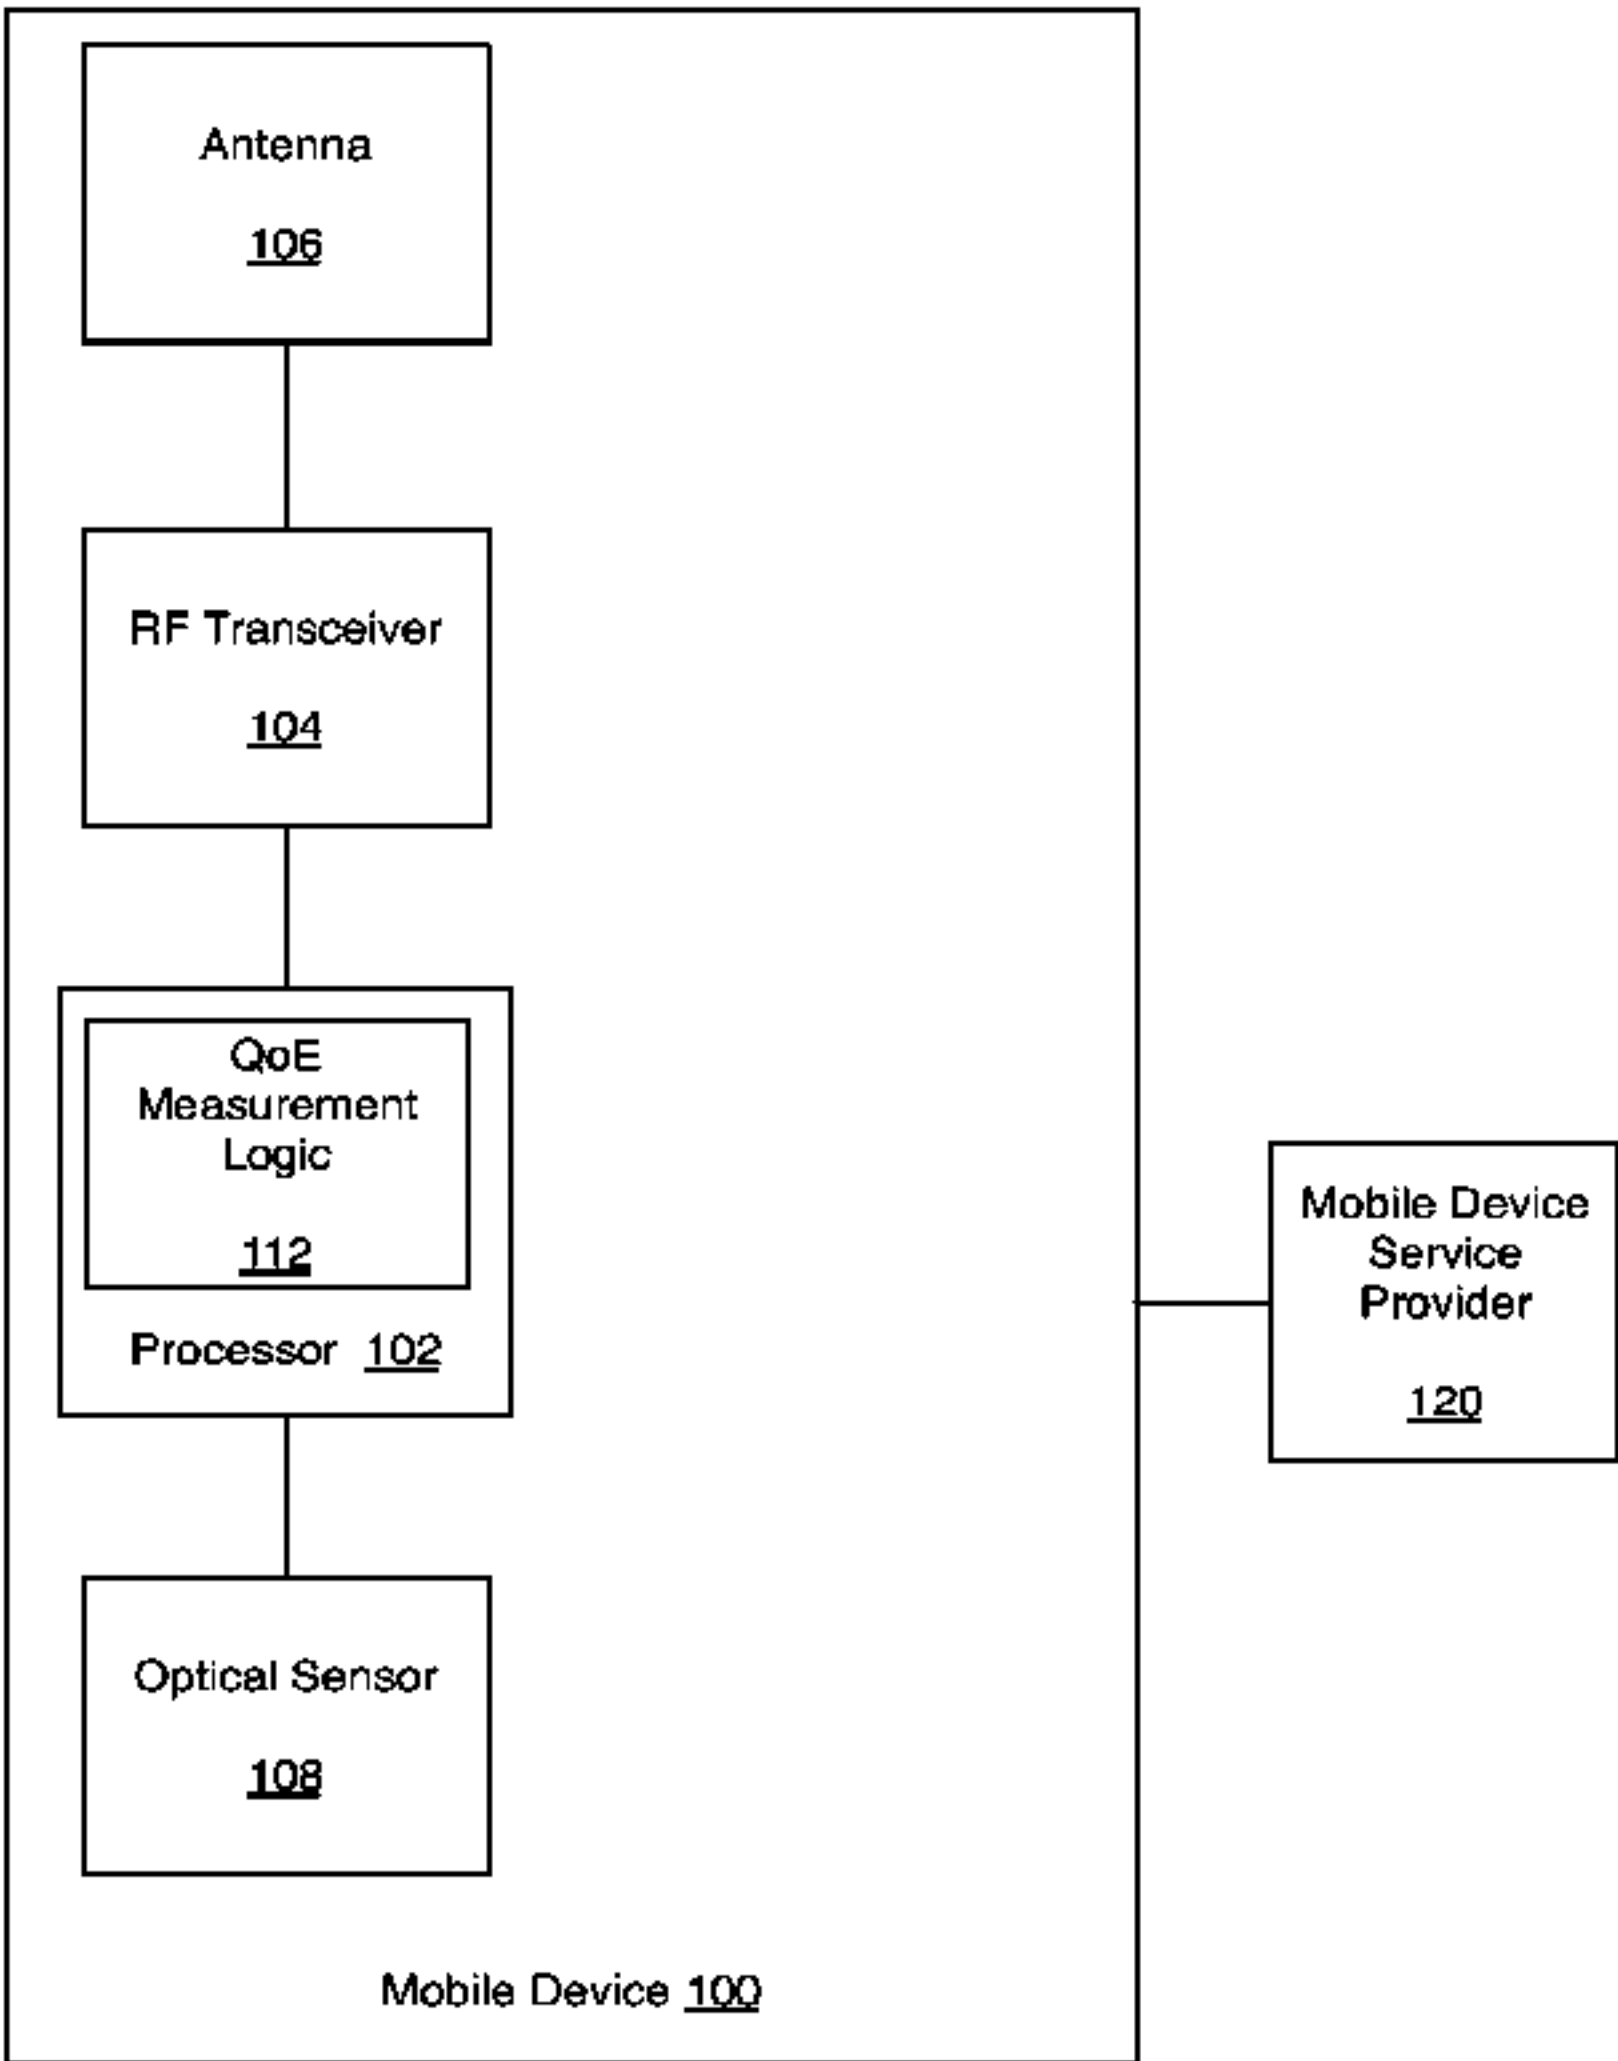 Antenna
106
RF Transceiver
104
QoE
Measurement
Logic
112
Processor 102
Mobile Device
Service
Provider
120
Optical Sensor
108
Mobile Device 100